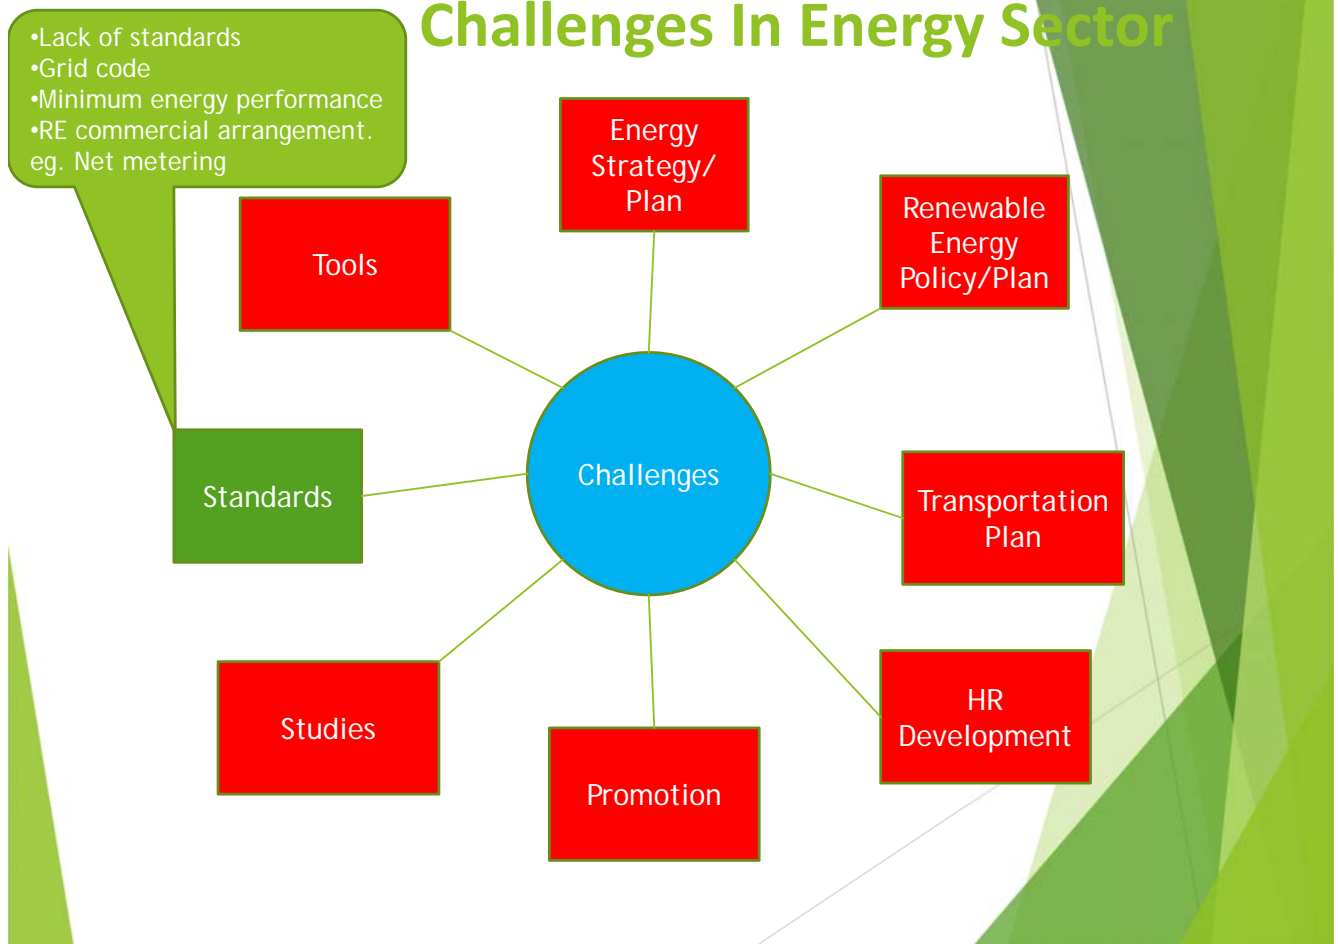 Challenges In Energy Sector
•Lack of standards
•Grid code
•Minimum energy performance
•RE commercial arrangement.
eg. Net metering
Energy
Strategy/
Plan
Renewable
Energy
Policy/Plan
Tools
Challenges
Standards
Transportation
Plan
HR
Development
Studies
Promotion